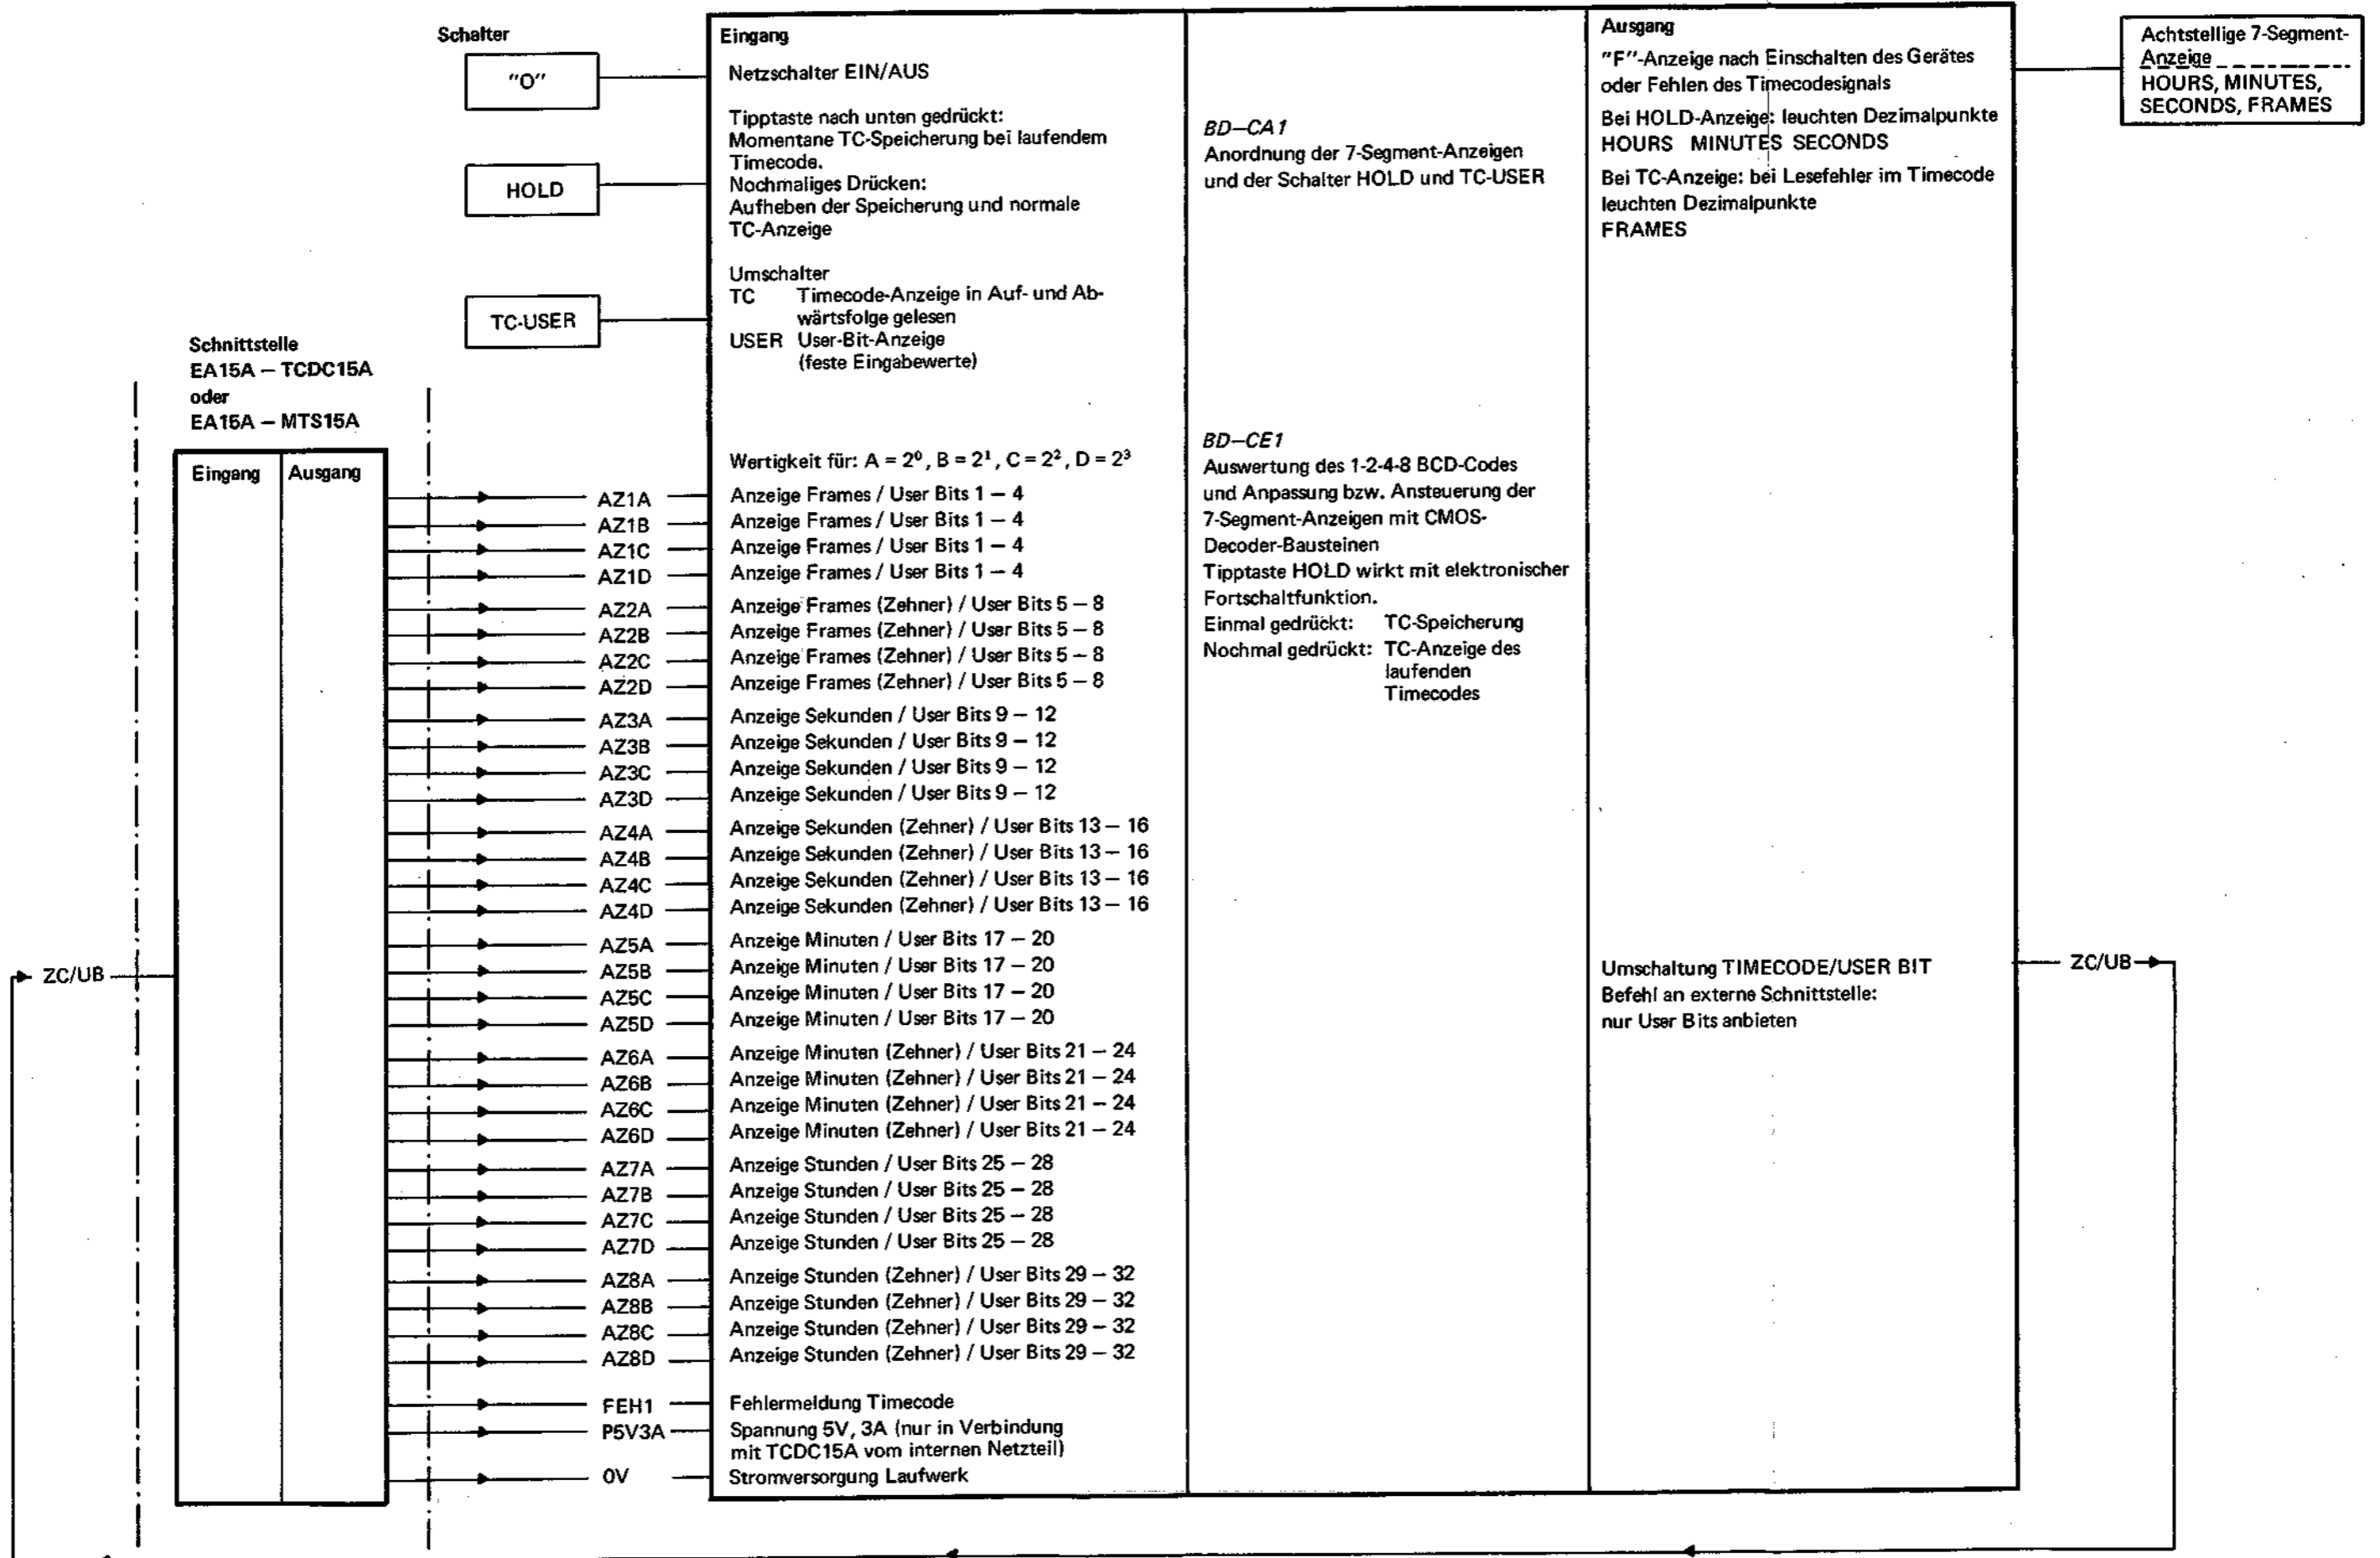 Schalter
"O"
HOLD
TC-USER
Schnittstelle
EA15A – TCDC15A
oder
EA15A – MTS15A
Eingang Ausgang
ZC/UB
Eingang
Netzschalter EIN/AUS
Tipptaste nach unten gedrückt:
Momentane TC-Speicherung bei laufendem
Timecode.
Nochmaliges Drücken:
Aufheben der Speicherung und normale
TC-Anzeige
Umschalter
TC Timecode-Anzeige in Auf- und Ab-
wärtsfolge gelesen
USER User-Bit-Anzeige
(feste Eingabewerte)
Wertigkeit für: A = 2⁰, B = 2¹, C = 2², D = 2³
AZ1A Anzeige Frames / User Bits 1 – 4
AZ1B Anzeige Frames / User Bits 1 – 4
AZ1C Anzeige Frames / User Bits 1 – 4
AZ1D Anzeige Frames / User Bits 1 – 4
AZ2A Anzeige Frames (Zehner) / User Bits 5 – 8
AZ2B Anzeige Frames (Zehner) / User Bits 5 – 8
AZ2C Anzeige Frames (Zehner) / User Bits 5 – 8
AZ2D Anzeige Frames (Zehner) / User Bits 5 – 8
AZ3A Anzeige Sekunden / User Bits 9 – 12
AZ3B Anzeige Sekunden / User Bits 9 – 12
AZ3C Anzeige Sekunden / User Bits 9 – 12
AZ3D Anzeige Sekunden / User Bits 9 – 12
AZ4A Anzeige Sekunden (Zehner) / User Bits 13 – 16
AZ4B Anzeige Sekunden (Zehner) / User Bits 13 – 16
AZ4C Anzeige Sekunden (Zehner) / User Bits 13 – 16
AZ4D Anzeige Sekunden (Zehner) / User Bits 13 – 16
AZ5A Anzeige Minuten / User Bits 17 – 20
AZ5B Anzeige Minuten / User Bits 17 – 20
AZ5C Anzeige Minuten / User Bits 17 – 20
AZ5D Anzeige Minuten / User Bits 17 – 20
AZ6A Anzeige Minuten (Zehner) / User Bits 21 – 24
AZ6B Anzeige Minuten (Zehner) / User Bits 21 – 24
AZ6C Anzeige Minuten (Zehner) / User Bits 21 – 24
AZ6D Anzeige Minuten (Zehner) / User Bits 21 – 24
AZ7A Anzeige Stunden / User Bits 25 – 28
AZ7B Anzeige Stunden / User Bits 25 – 28
AZ7C Anzeige Stunden / User Bits 25 – 28
AZ7D Anzeige Stunden / User Bits 25 – 28
AZ8A Anzeige Stunden (Zehner) / User Bits 29 – 32
AZ8B Anzeige Stunden (Zehner) / User Bits 29 – 32
AZ8C Anzeige Stunden (Zehner) / User Bits 29 – 32
AZ8D Anzeige Stunden (Zehner) / User Bits 29 – 32
FEH1 Fehlermeldung Timecode
P5V3A Spannung 5V, 3A (nur in Verbindung
mit TCDC15A vom internen Netzteil)
0V Stromversorgung Laufwerk
BD–CA1
Anordnung der 7-Segment-Anzeigen
und der Schalter HOLD und TC-USER
BD–CE1
Auswertung des 1-2-4-8 BCD-Codes
und Anpassung bzw. Ansteuerung der
7-Segment-Anzeigen mit CMOS-
Decoder-Bausteinen
Tipptaste HOLD wirkt mit elektronischer
Fortschaltfunktion.
Einmal gedrückt: TC-Speicherung
Nochmal gedrückt: TC-Anzeige des
laufenden
Timecodes
Ausgang
"F"-Anzeige nach Einschalten des Gerätes
oder Fehlen des Timecodesignals
Bei HOLD-Anzeige: leuchten Dezimalpunkte
HOURS MINUTES SECONDS
Bei TC-Anzeige: bei Lesefehler im Timecode
leuchten Dezimalpunkte
FRAMES
Umschaltung TIMECODE/USER BIT
Befehl an externe Schnittstelle:
nur User Bits anbieten
Achtstellige 7-Segment-
Anzeige
HOURS, MINUTES,
SECONDS, FRAMES
ZC/UB